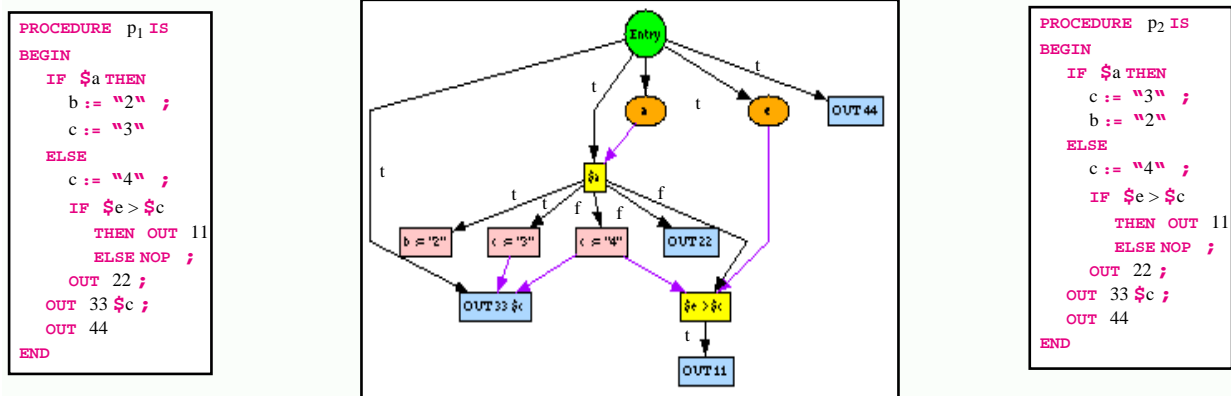 PROCEDURE p1 IS
BEGIN
IF $a THEN
b := "2" ;
c := "3"
ELSE
c := "4" ;
IF $e > $c
THEN OUT 11
ELSE NOP ;
OUT 22 ;
OUT 33 $c ;
OUT 44
END
Entry
t
t
t
a
t
e
OUT 44
t
$a
t
t
f
f
f
b := "2"
c := "3"
c := "4"
OUT 22
OUT 33 $c
$e > $c
t
OUT 11
PROCEDURE p2 IS
BEGIN
IF $a THEN
c := "3" ;
b := "2"
ELSE
c := "4" ;
IF $e > $c
THEN OUT 11
ELSE NOP ;
OUT 22 ;
OUT 33 $c ;
OUT 44
END